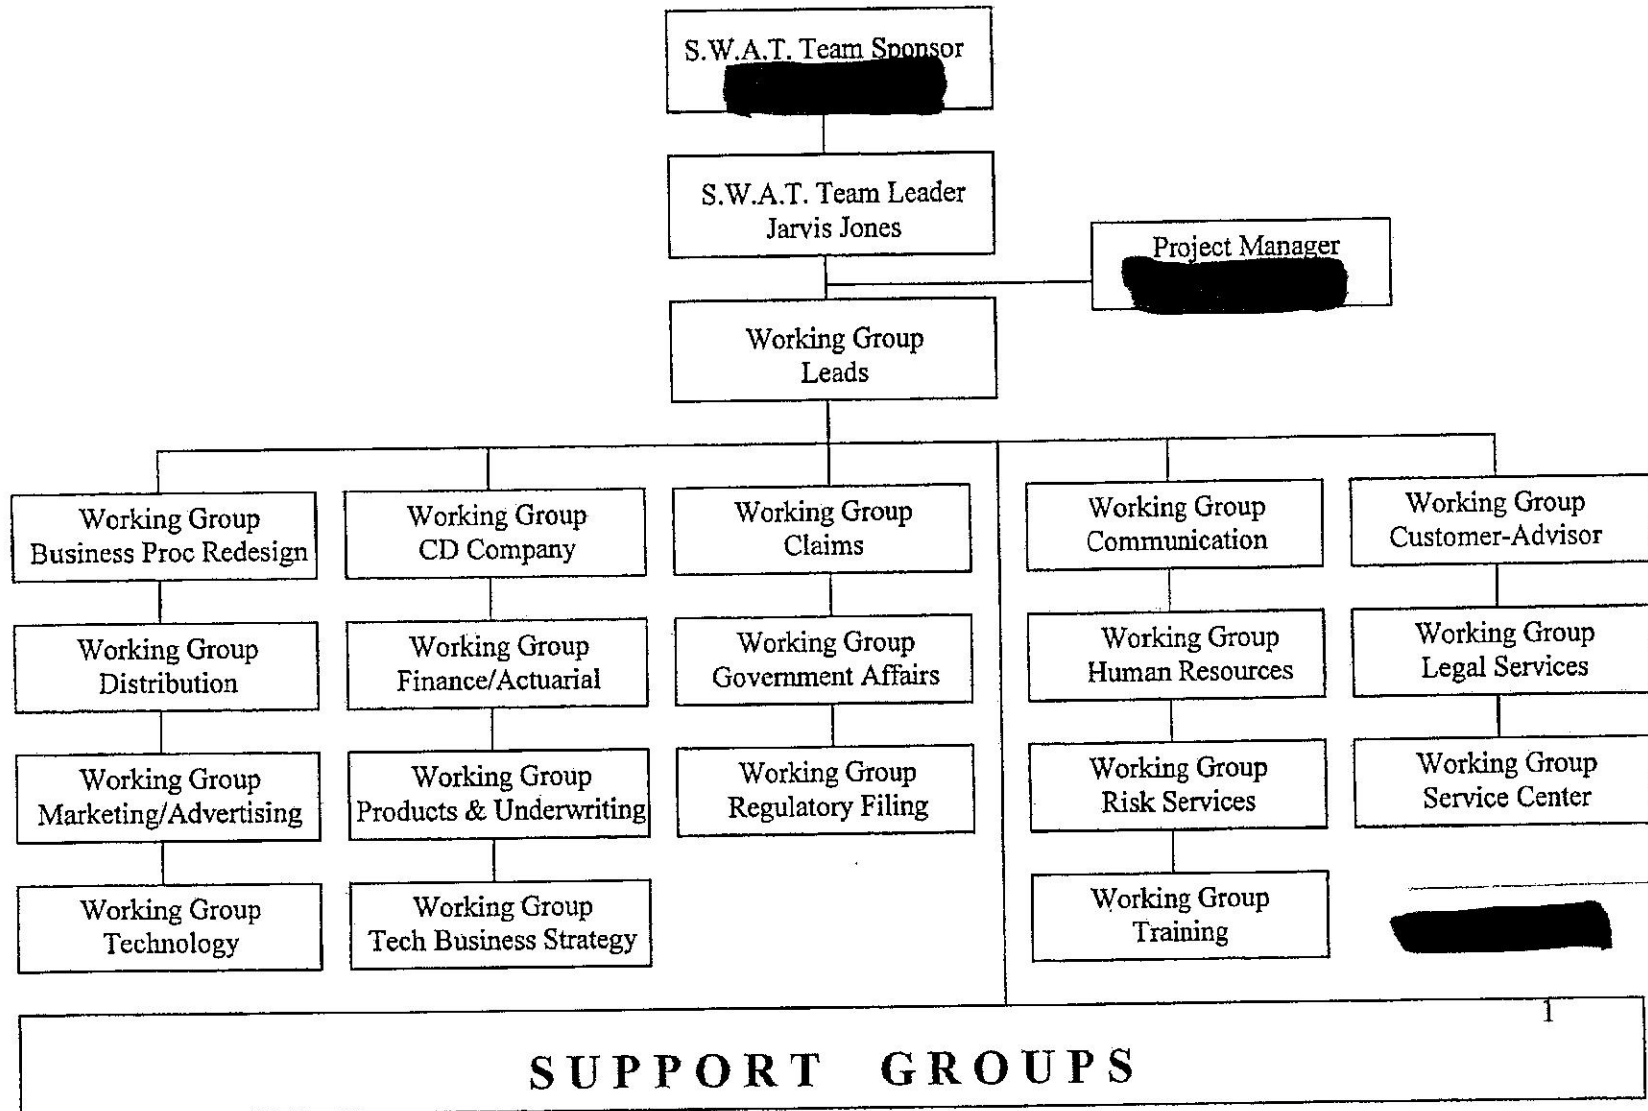 S.W.A.T. Team Sponsor
S.W.A.T. Team Leader
Jarvis Jones
Project Manager
Working Group
Leads
Working Group
Business Proc Redesign
Working Group
CD Company
Working Group
Claims
Working Group
Communication
Working Group
Customer-Advisor
Working Group
Distribution
Working Group
Finance/Actuarial
Working Group
Government Affairs
Working Group
Human Resources
Working Group
Legal Services
Working Group
Marketing/Advertising
Working Group
Products & Underwriting
Working Group
Regulatory Filing
Working Group
Risk Services
Working Group
Service Center
Working Group
Technology
Working Group
Tech Business Strategy
Working Group
Training
1
SUPPORT GROUPS